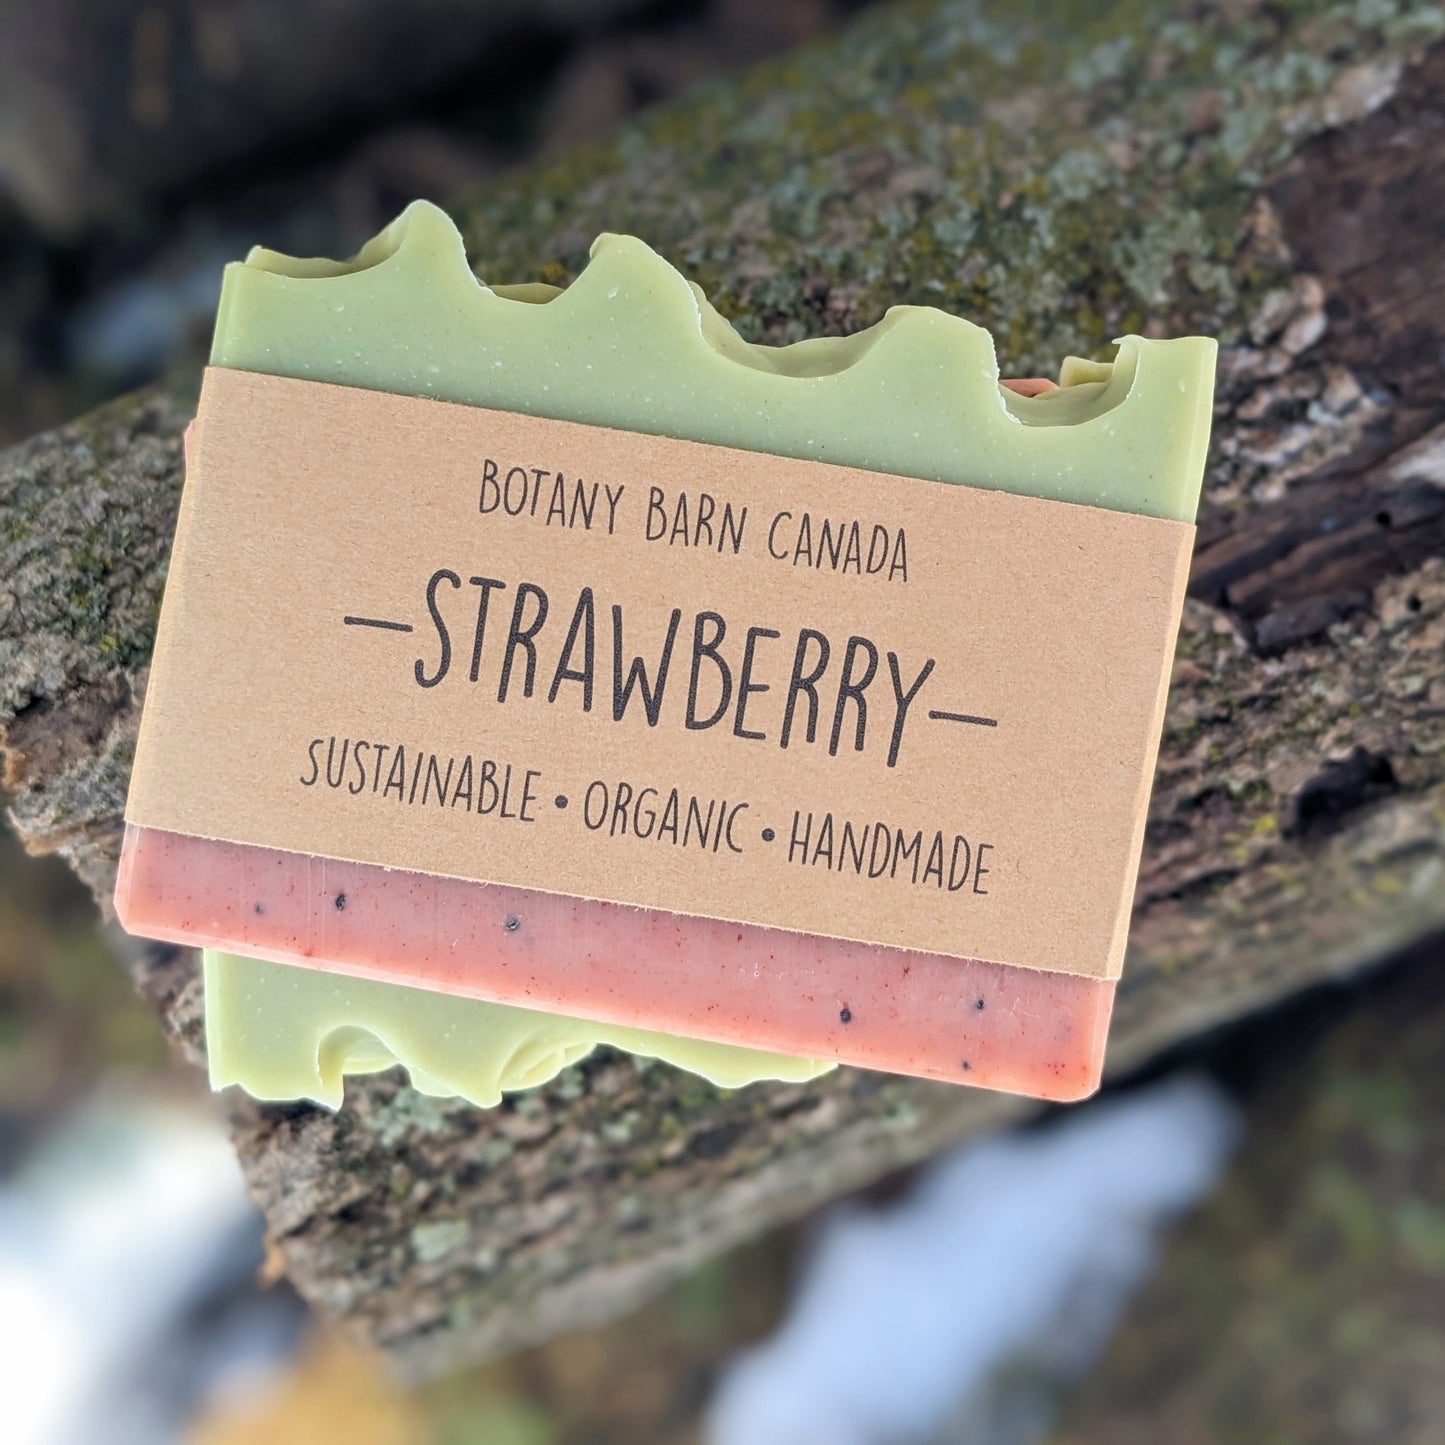 BOTANY BARN CANADA
—STRAWBERRY—
SUSTAINABLE • ORGANIC • HANDMADE